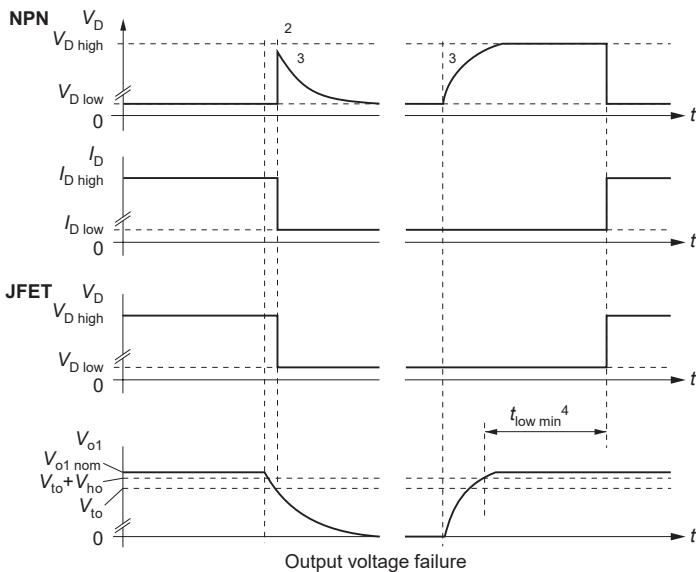 NPN V_D
2
V_D high
3 3
V_D low
0 t
I_D
I_D high
I_D low
0 t
JFET V_D
V_D high
V_D low
0 t
t_low min 4
V_o1
V_o1 nom
V_to + V_ho
V_to
0 t
Output voltage failure